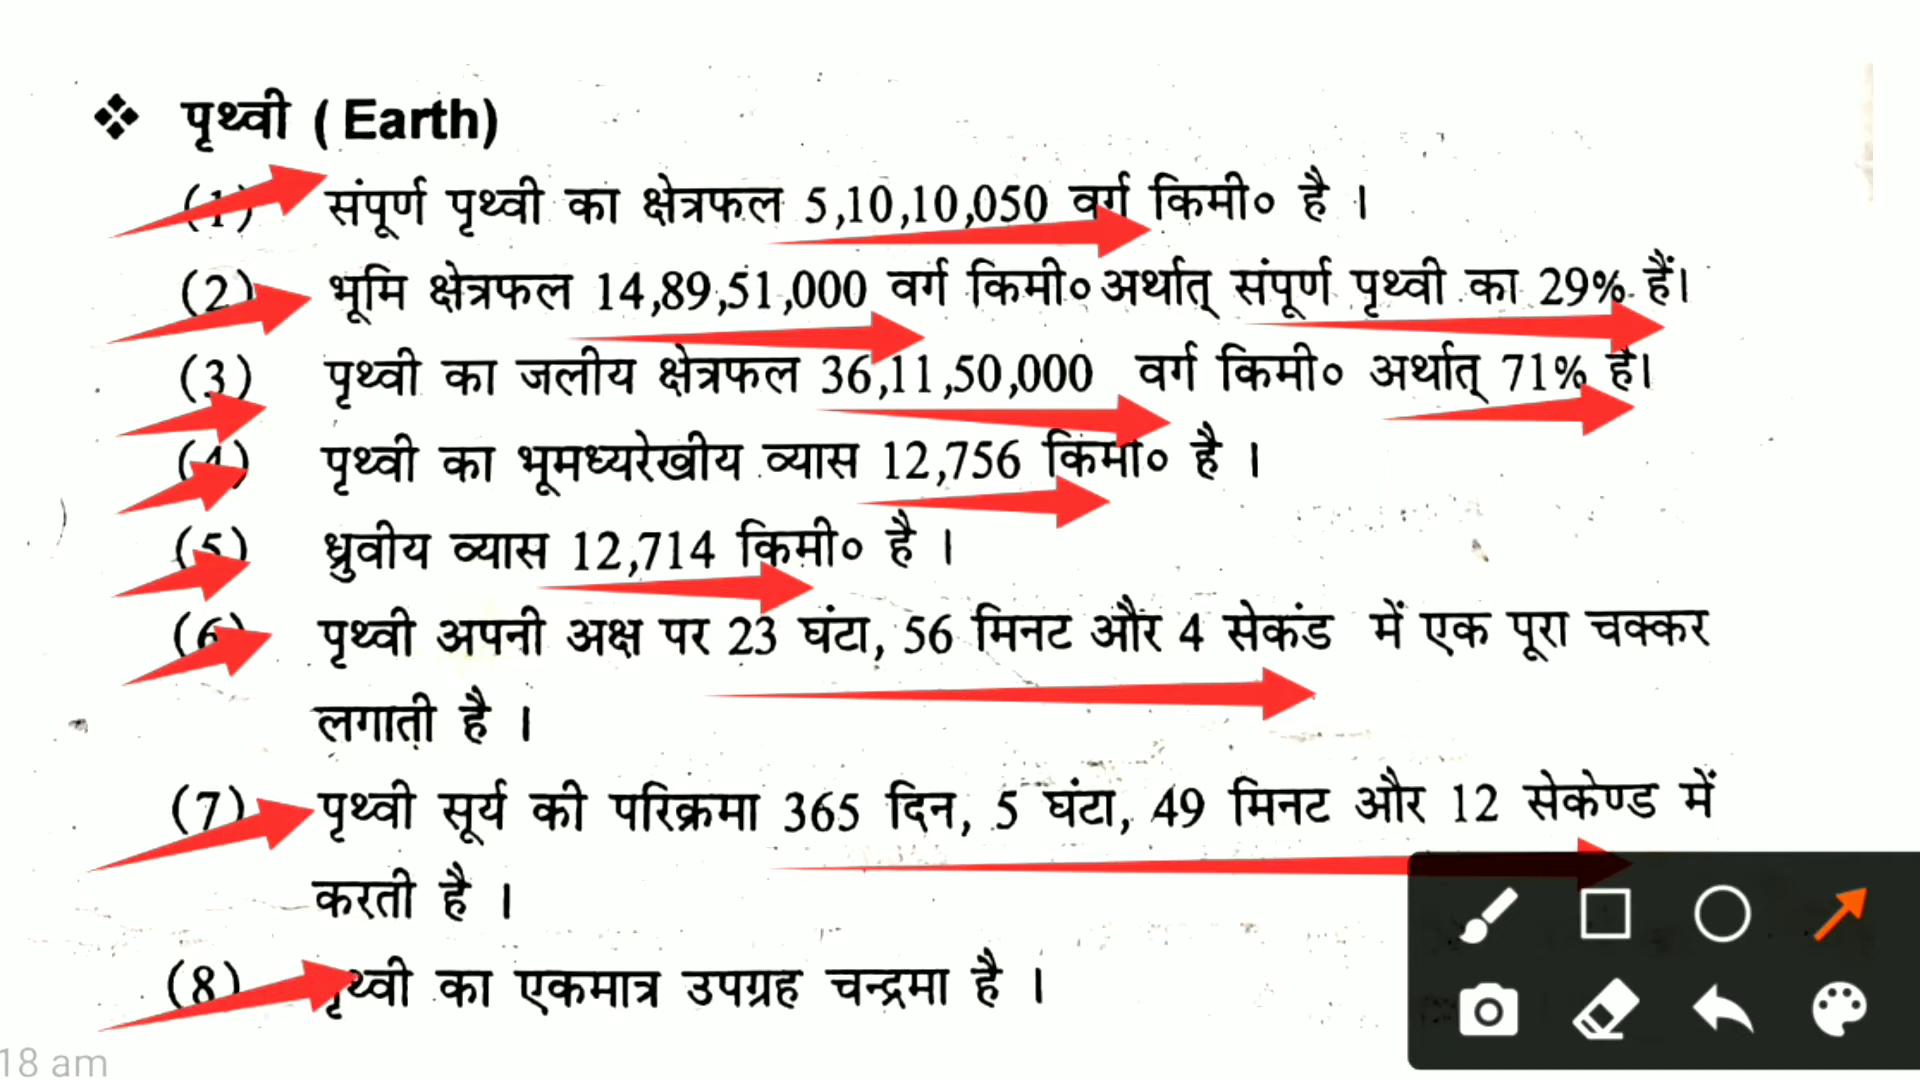 ❖ पृथ्वी ( Earth)
(1) संपूर्ण पृथ्वी का क्षेत्रफल 5,10,10,050 वर्ग किमी० है ।
(2) भूमि क्षेत्रफल 14,89,51,000 वर्ग किमी० अर्थात् संपूर्ण पृथ्वी का 29% हैं।
(3) पृथ्वी का जलीय क्षेत्रफल 36,11,50,000 वर्ग किमी० अर्थात् 71% है।
(4) पृथ्वी का भूमध्यरेखीय व्यास 12,756 किमी० है ।
(5) ध्रुवीय व्यास 12,714 किमी० है ।
(6) पृथ्वी अपनी अक्ष पर 23 घंटा, 56 मिनट और 4 सेकंड में एक पूरा चक्कर
लगाती है ।
(7) पृथ्वी सूर्य की परिक्रमा 365 दिन, 5 घंटा, 49 मिनट और 12 सेकेण्ड में
करती है ।
(8) पृथ्वी का एकमात्र उपग्रह चन्द्रमा है ।
18 am